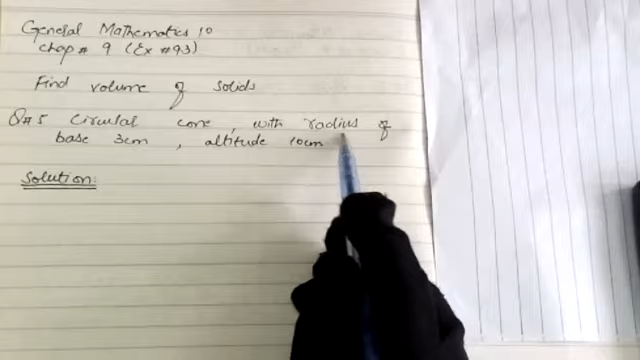 General Mathematics 10
Chap # 9 (Ex # 9.3)
Find volume of solids
Q # 5 Circular cone, with radius of
base 3cm, altitude 10cm
Solution: